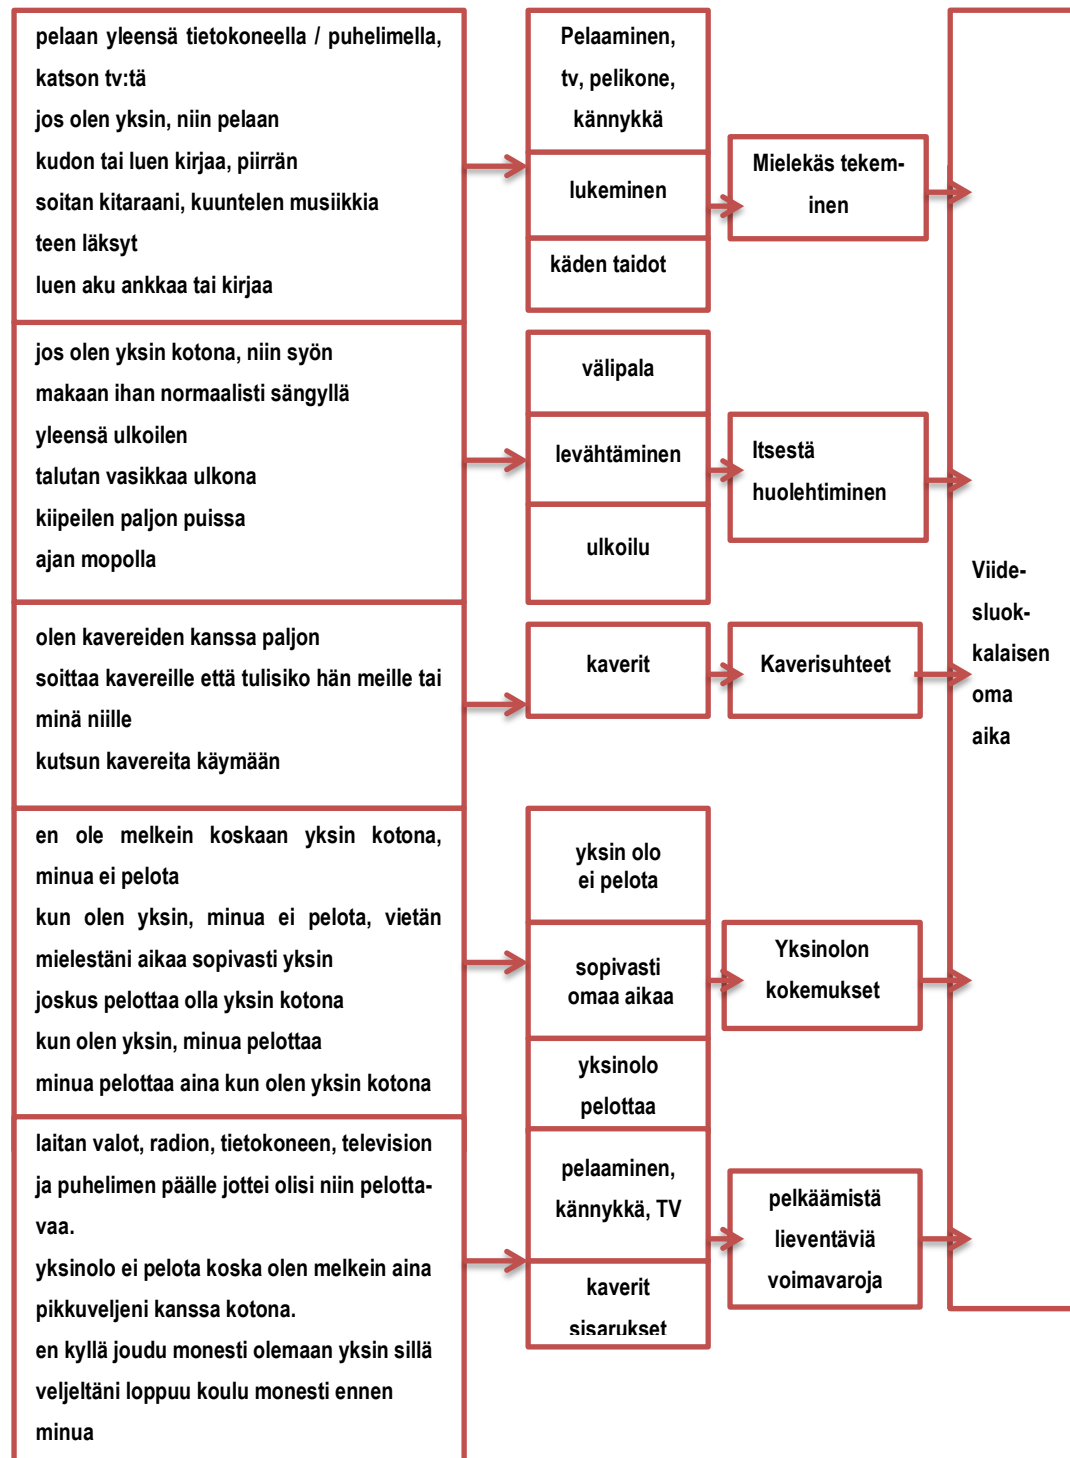 pelaan yleensä tietokoneella / puhelimella,
katson tv:tä
jos olen yksin, niin pelaan
kudon tai luen kirjaa, piirrän
soitan kitaraani, kuuntelen musiikkia
teen läksyt
luen aku ankkaa tai kirjaa
Pelaaminen,
tv, pelikone,
kännykkä
lukeminen
käden taidot
Mielekäs tekem-
inen
jos olen yksin kotona, niin syön
makaan ihan normaalisti sängyllä
yleensä ulkoilen
talutan vasikkaa ulkona
kiipeilen paljon puissa
ajan mopolla
välipala
levähtäminen
ulkoilu
Itsestä
huolehtiminen
olen kavereiden kanssa paljon
soittaa kavereille että tulisiko hän meille tai
minä niille
kutsun kavereita käymään
kaverit
Kaverisuhteet
en ole melkein koskaan yksin kotona,
minua ei pelota
kun olen yksin, minua ei pelota, vietän
mielestäni aikaa sopivasti yksin
joskus pelottaa olla yksin kotona
kun olen yksin, minua pelottaa
minua pelottaa aina kun olen yksin kotona
yksin olo
ei pelota
sopivasti
omaa aikaa
yksinolo
pelottaa
Yksinolon
kokemukset
laitan valot, radion, tietokoneen, television
ja puhelimen päälle jottei olisi niin pelotta-
vaa.
yksinolo ei pelota koska olen melkein aina
pikkuveljeni kanssa kotona.
en kyllä joudu monesti olemaan yksin sillä
veljeltäni loppuu koulu monesti ennen
minua
pelaaminen,
kännykkä, TV
kaverit
sisarukset
pelkäämistä
lieventäviä
voimavaroja
Viide-
sluok-
kalaisen
oma
aika